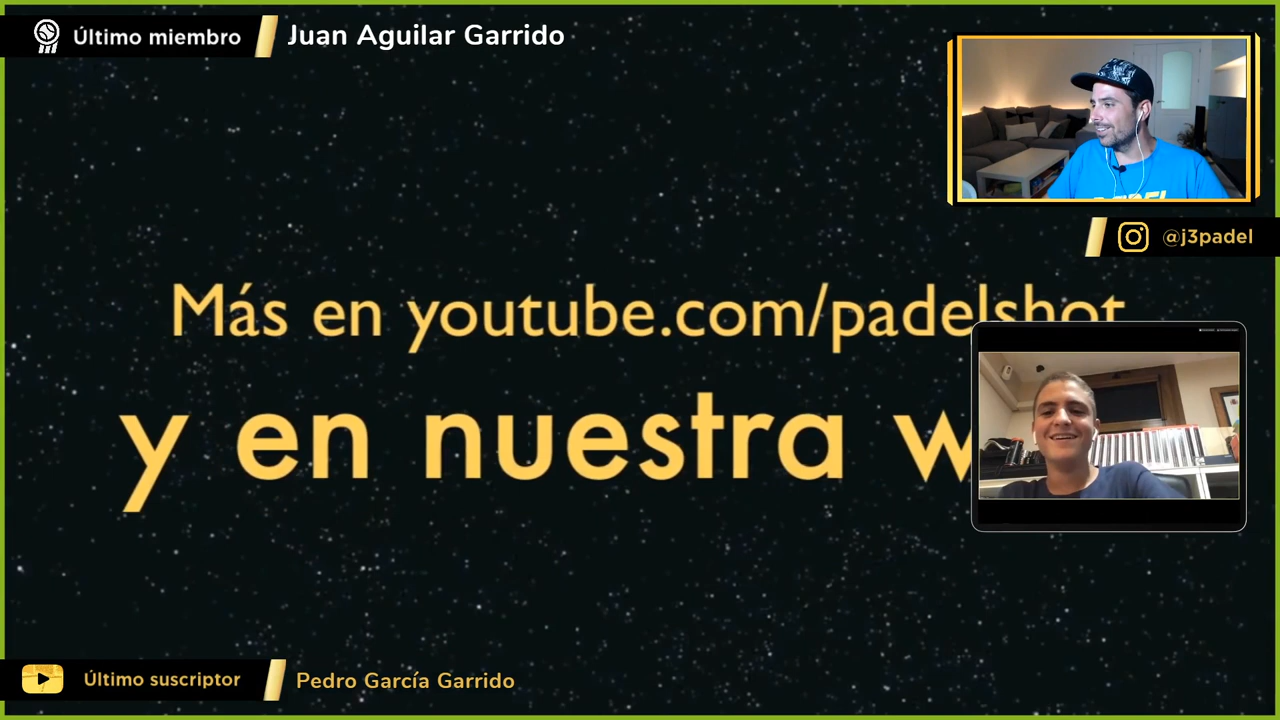 Último miembro
Juan Aguilar Garrido
@j3padel
Más en youtube.com/padelshot
y en nuestra w
Último suscriptor
Pedro García Garrido